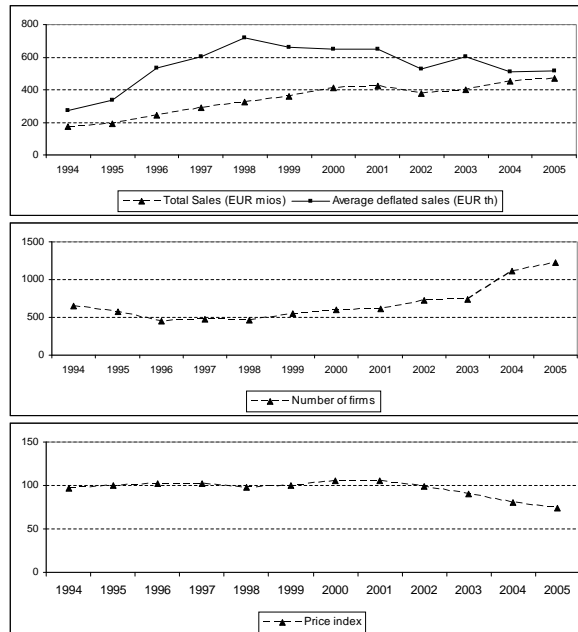 800
600
400
200
0
1994 1995 1996 1997 1998 1999 2000 2001 2002 2003 2004 2005
Total Sales (EUR mios) Average deflated sales (EUR th)
1500
1000
500
0
1994 1995 1996 1997 1998 1999 2000 2001 2002 2003 2004 2005
Number of firms
150
100
50
0
1994 1995 1996 1997 1998 1999 2000 2001 2002 2003 2004 2005
Price index